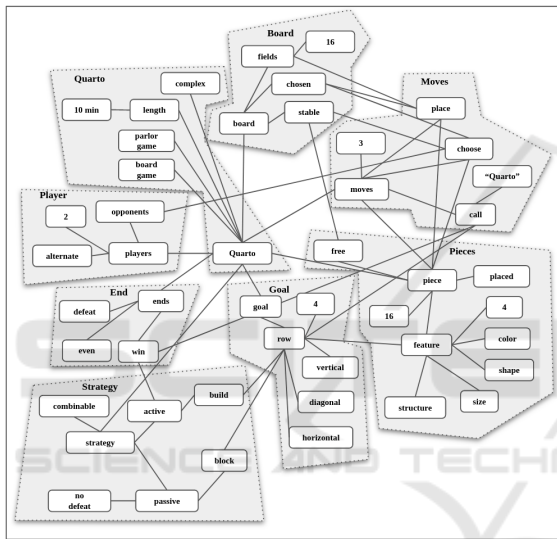 Board
16
fields
Quarto
complex
chosen
Moves
10 min
length
stable
place
board
parlor
game
3
choose
board
game
"Quarto"
moves
Player
opponents
2
call
alternate
players
Quarto
free
Pieces
piece
placed
End
Goal
ends
goal
4
defeat
16
4
row
feature
color
even
win
vertical
shape
Strategy
build
combinable
active
diagonal
size
structure
strategy
horizontal
block
no
defeat
passive
SCIENCE AND TECHN